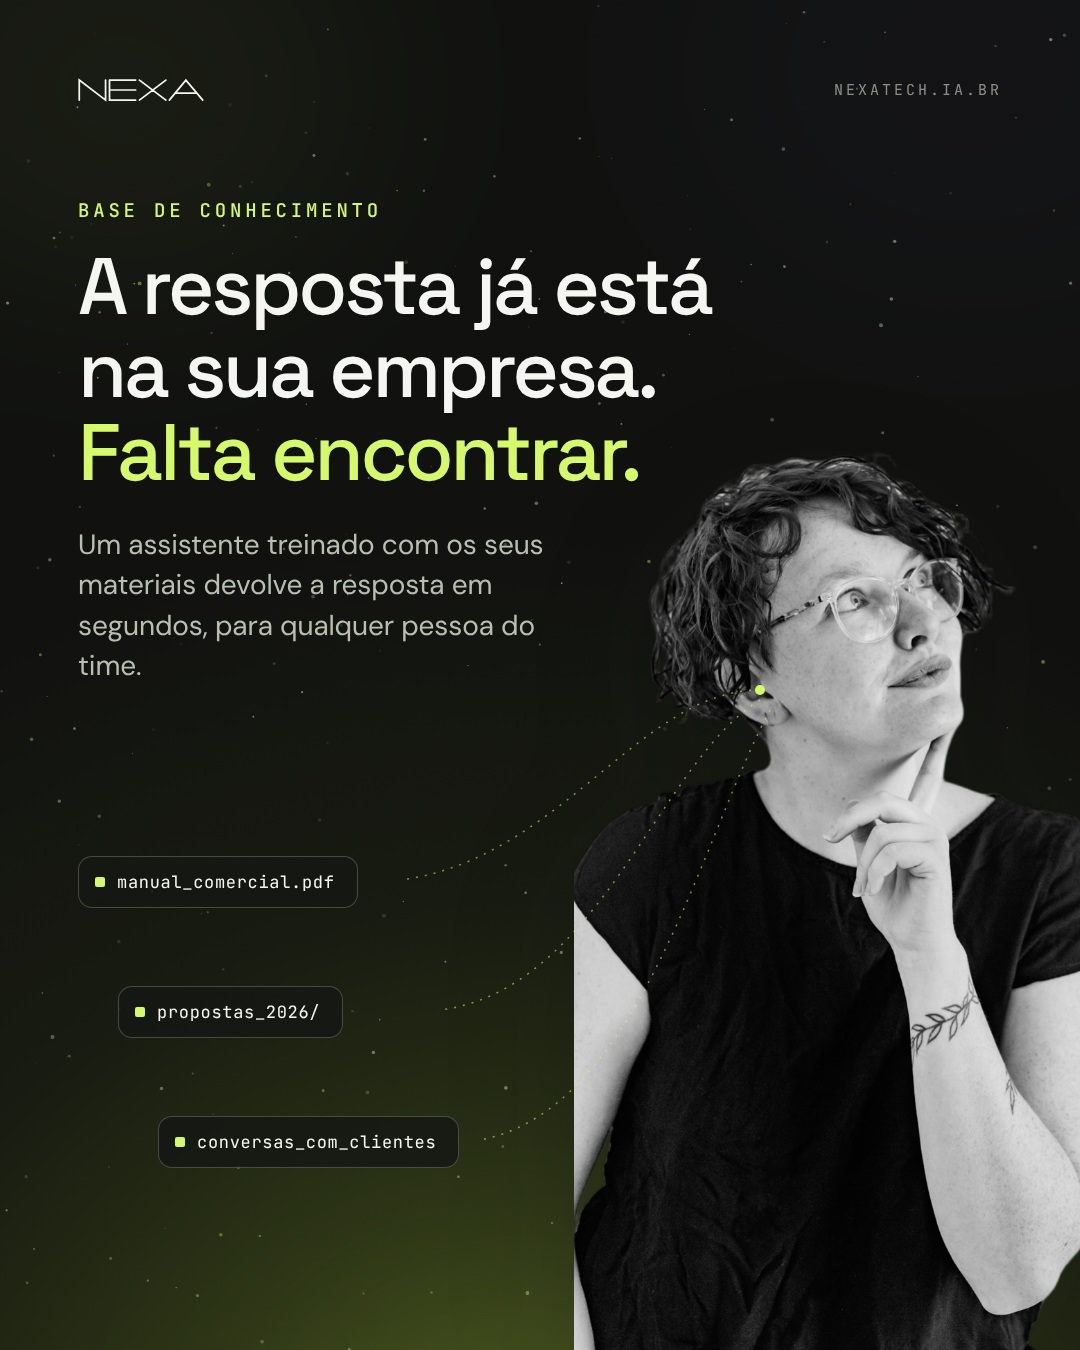 NEXA
NEXATECH.IA.BR
BASE DE CONHECIMENTO
A resposta já está
na sua empresa.
Falta encontrar.
Um assistente treinado com os seus
materiais devolve a resposta em
segundos, para qualquer pessoa do
time.
manual_comercial.pdf
propostas_2026/
conversas_com_clientes